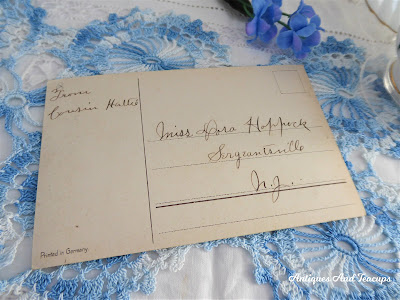 From
Cousin Hattie
Miss Dora Hoppock
Sergeantsville
N.J.
Printed in Germany.
Antiques And Teacups